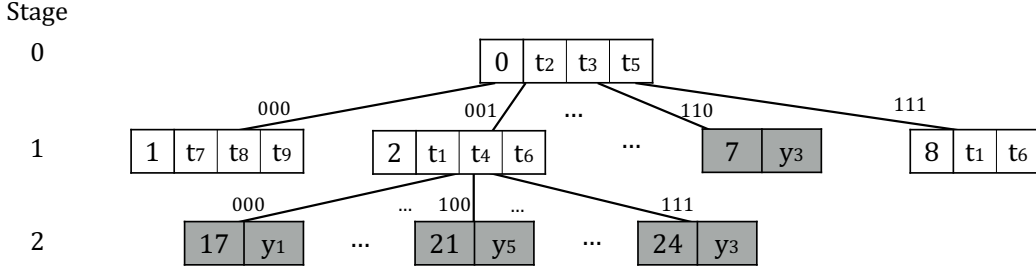 Stage
0
0 t2 t3 t5
000 001 ... 110 111
1
1 t7 t8 t9 2 t1 t4 t6 ... 7 y3 8 t1 t6
000 ... 100 ... 111
2
17 y1 ... 21 y5 ... 24 y3